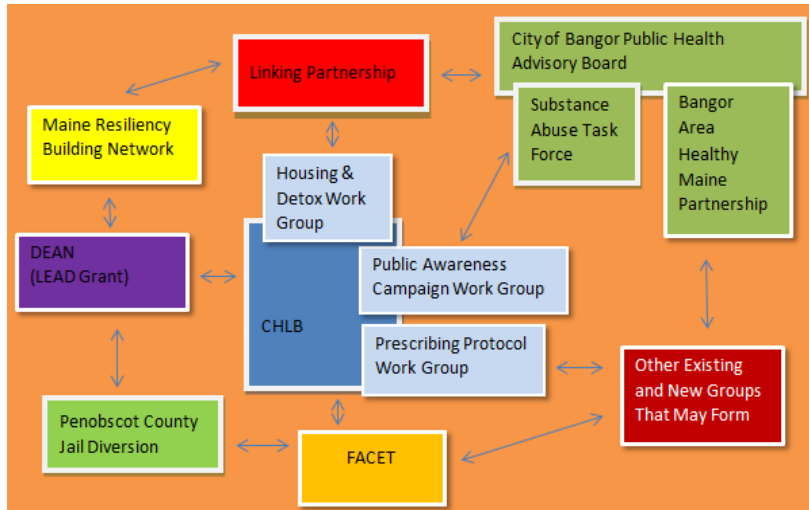 City of Bangor Public Health
Advisory Board
Linking Partnership
Substance
Abuse Task
Force
Bangor
Area
Healthy
Maine
Partnership
Maine Resiliency
Building Network
Housing &
Detox Work
Group
DEAN
(LEAD Grant)
Public Awareness
Campaign Work Group
CHLB
Prescribing Protocol
Work Group
Other Existing
and New Groups
That May Form
Penobscot County
Jail Diversion
FACET